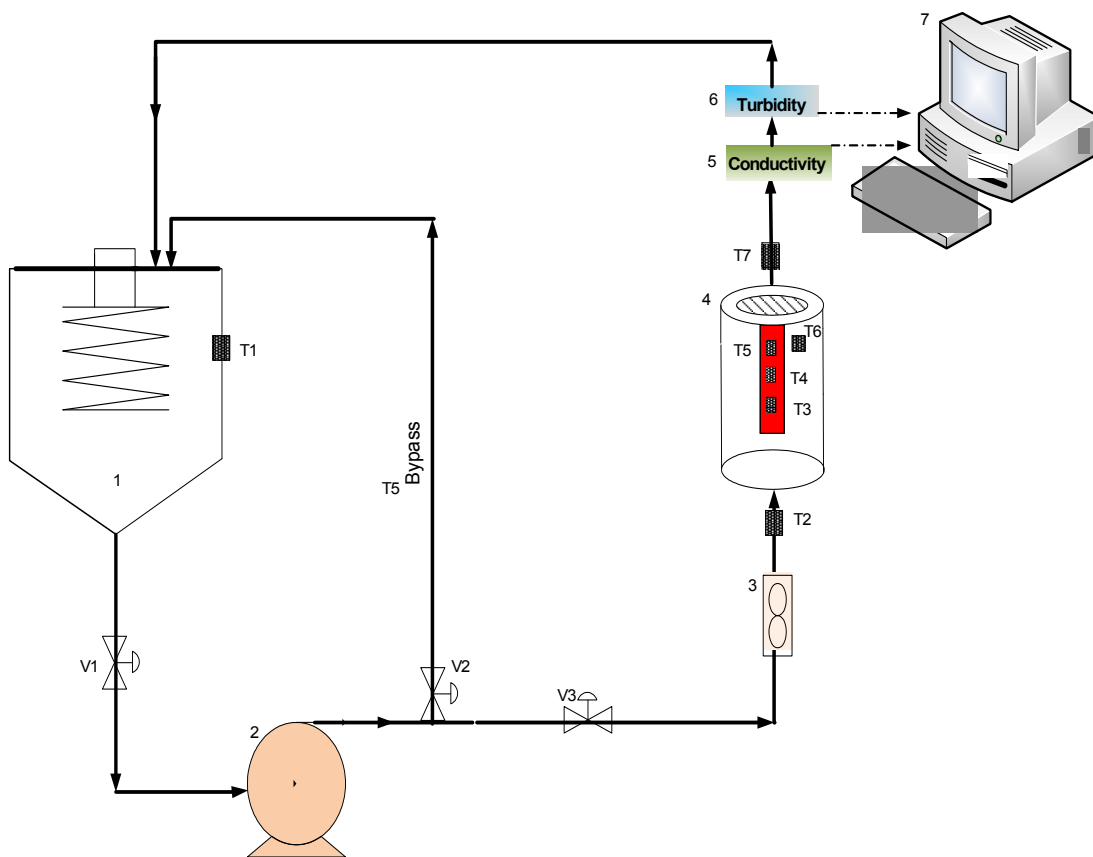 7
6
Turbidity
5
Conductivity
T7
4
T6
T1
T5
T4
T3
Bypass
T5
1
T2
3
V1
V2
V3
2